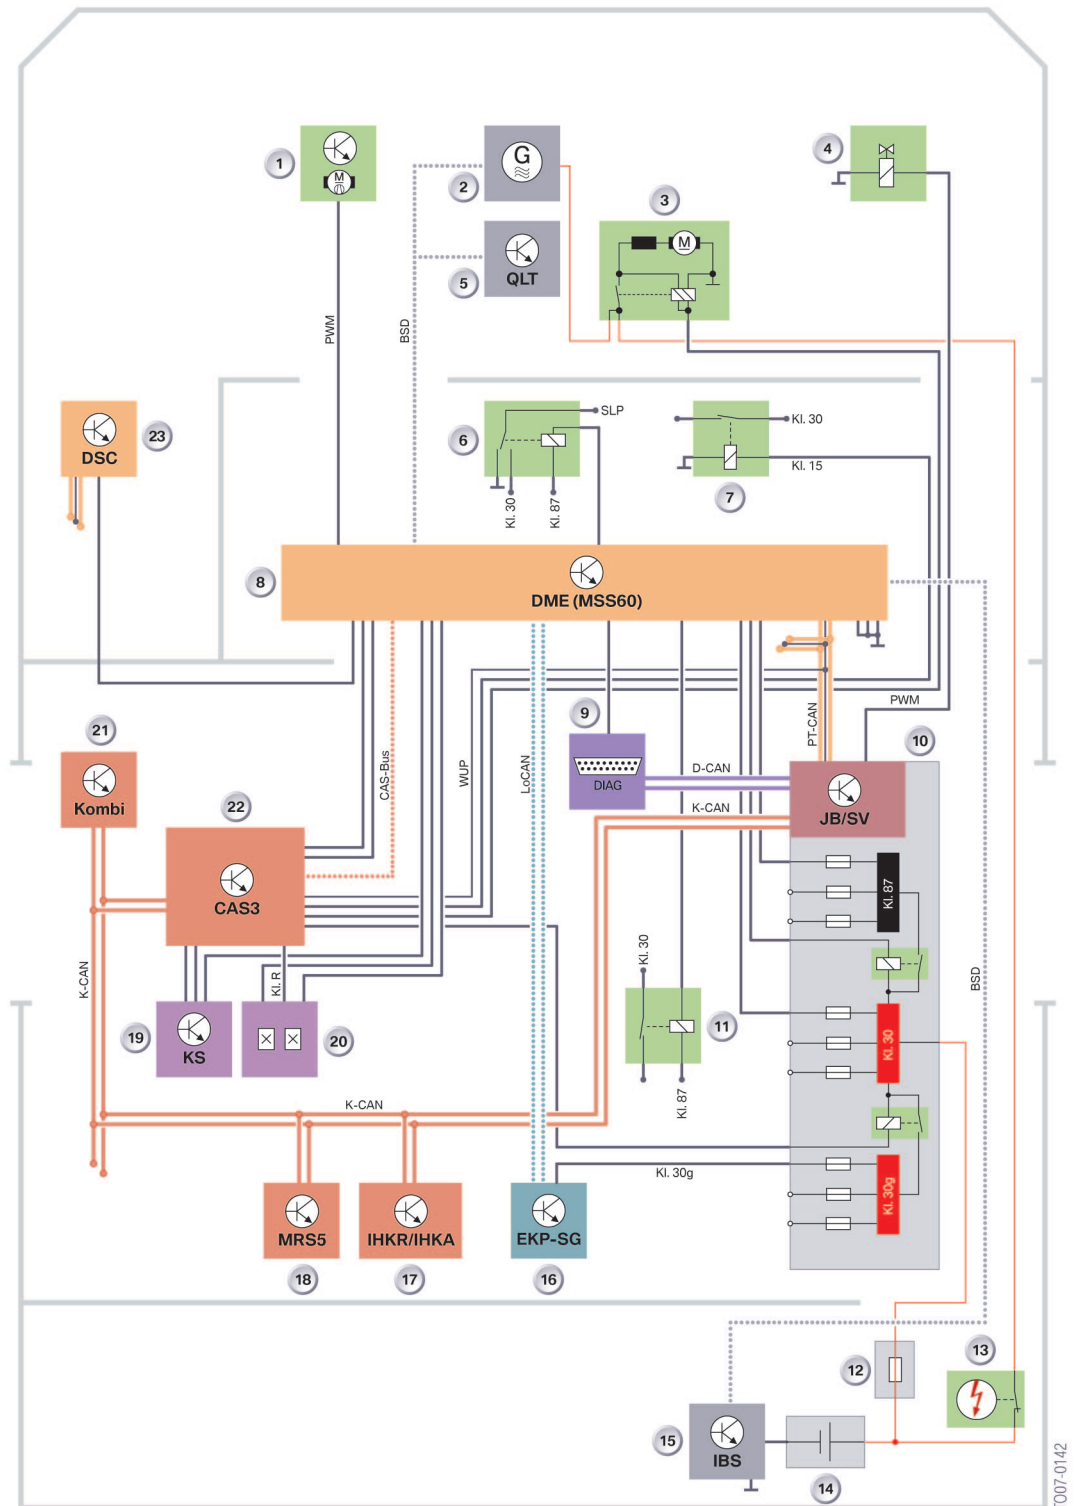 1
G
2
QLT
5
M
3
4
M
PWM
BSD
DSC
23
6
SLP
Kl. 30
Kl. 87
Kl. 30
Kl. 15
7
8
DME (MSS60)
21
Kombi
22
CAS3
CAS-Bus
WUP
LoCAN
9
DIAG
D-CAN
K-CAN
PT-CAN
PWM
10
JB/SV
Kl. 87
Kl. 30
Kl. 30g
BSD
K-CAN
Kl. R
19
KS
20
Kl. 30
11
Kl. 87
K-CAN
Kl. 30g
MRS5
18
IHKR/IHKA
17
EKP-SG
16
12
13
15
IBS
14
TO07-0142